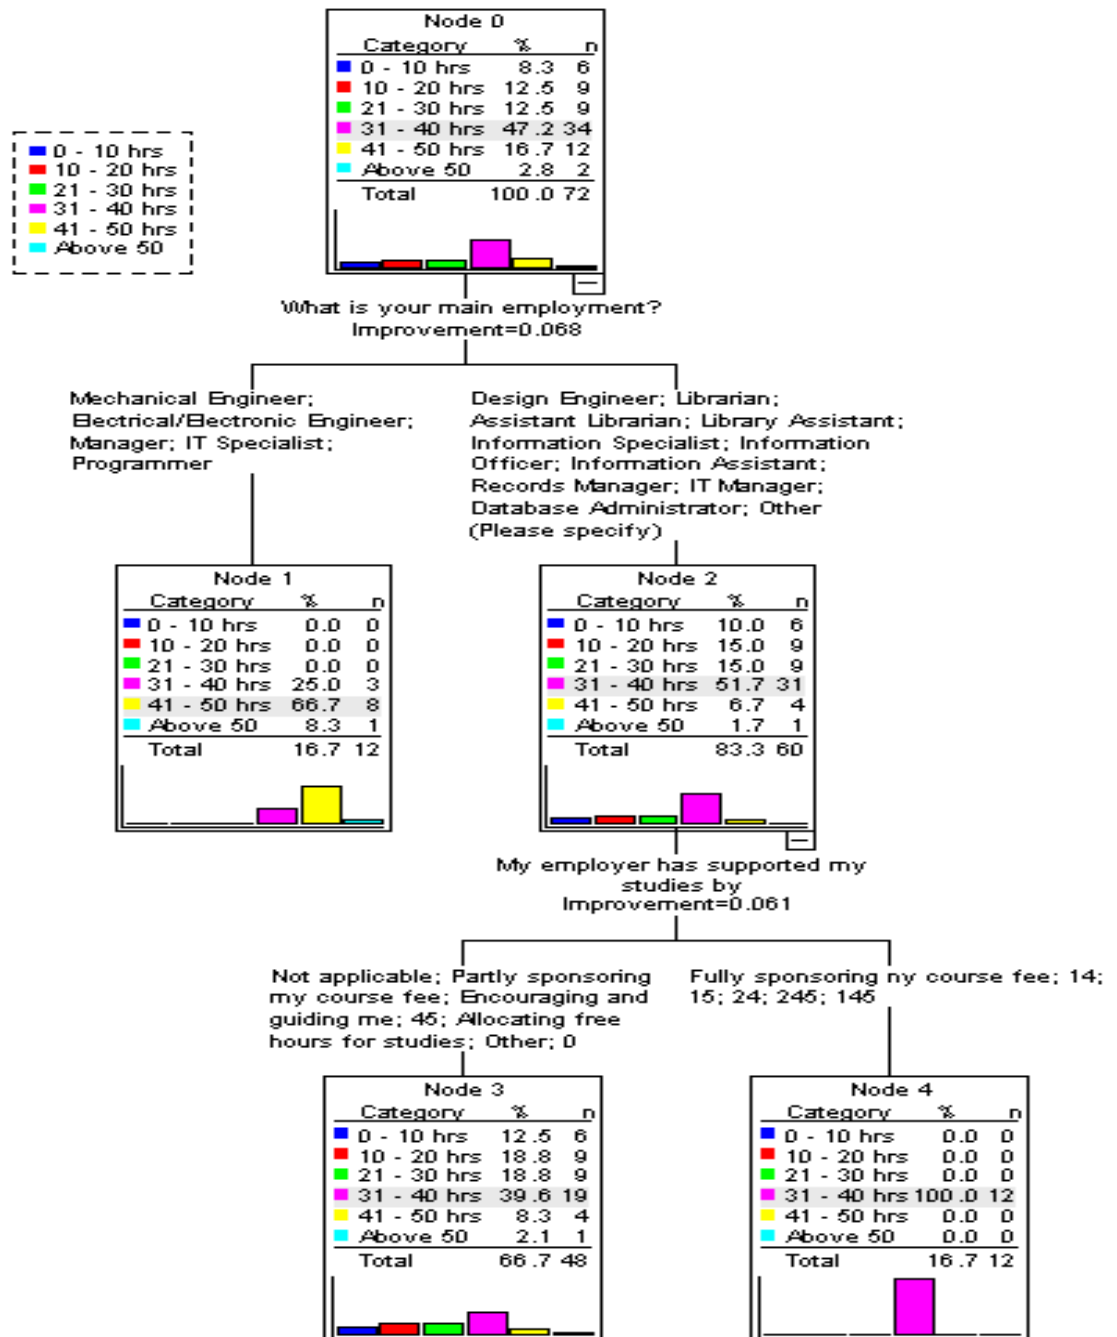 Node 0
Category % n
0 - 10 hrs 8.3 6
10 - 20 hrs 12.5 9
21 - 30 hrs 12.5 9
31 - 40 hrs 47.2 34
41 - 50 hrs 16.7 12
Above 50 2.8 2
Total 100.0 72
0 - 10 hrs
10 - 20 hrs
21 - 30 hrs
31 - 40 hrs
41 - 50 hrs
Above 50
What is your main employment?
Improvement=0.068
Mechanical Engineer;
Electrical/Electronic Engineer;
Manager; IT Specialist;
Programmer
Design Engineer; Librarian;
Assistant Librarian; Library Assistant;
Information Specialist; Information
Officer; Information Assistant;
Records Manager; IT Manager;
Database Administrator; Other
(Please specify)
Node 1
Category % n
0 - 10 hrs 0.0 0
10 - 20 hrs 0.0 0
21 - 30 hrs 0.0 0
31 - 40 hrs 25.0 3
41 - 50 hrs 66.7 8
Above 50 8.3 1
Total 16.7 12
Node 2
Category % n
0 - 10 hrs 10.0 6
10 - 20 hrs 15.0 9
21 - 30 hrs 15.0 9
31 - 40 hrs 51.7 31
41 - 50 hrs 6.7 4
Above 50 1.7 1
Total 83.3 60
My employer has supported my
studies by
Improvement=0.061
Not applicable; Partly sponsoring
my course fee; Encouraging and
guiding me; 45; Allocating free
hours for studies; Other; 0
Fully sponsoring ny course fee; 14;
15; 24; 245; 145
Node 3
Category % n
0 - 10 hrs 12.5 6
10 - 20 hrs 18.8 9
21 - 30 hrs 18.8 9
31 - 40 hrs 39.6 19
41 - 50 hrs 8.3 4
Above 50 2.1 1
Total 66.7 48
Node 4
Category % n
0 - 10 hrs 0.0 0
10 - 20 hrs 0.0 0
21 - 30 hrs 0.0 0
31 - 40 hrs 100.0 12
41 - 50 hrs 0.0 0
Above 50 0.0 0
Total 16.7 12